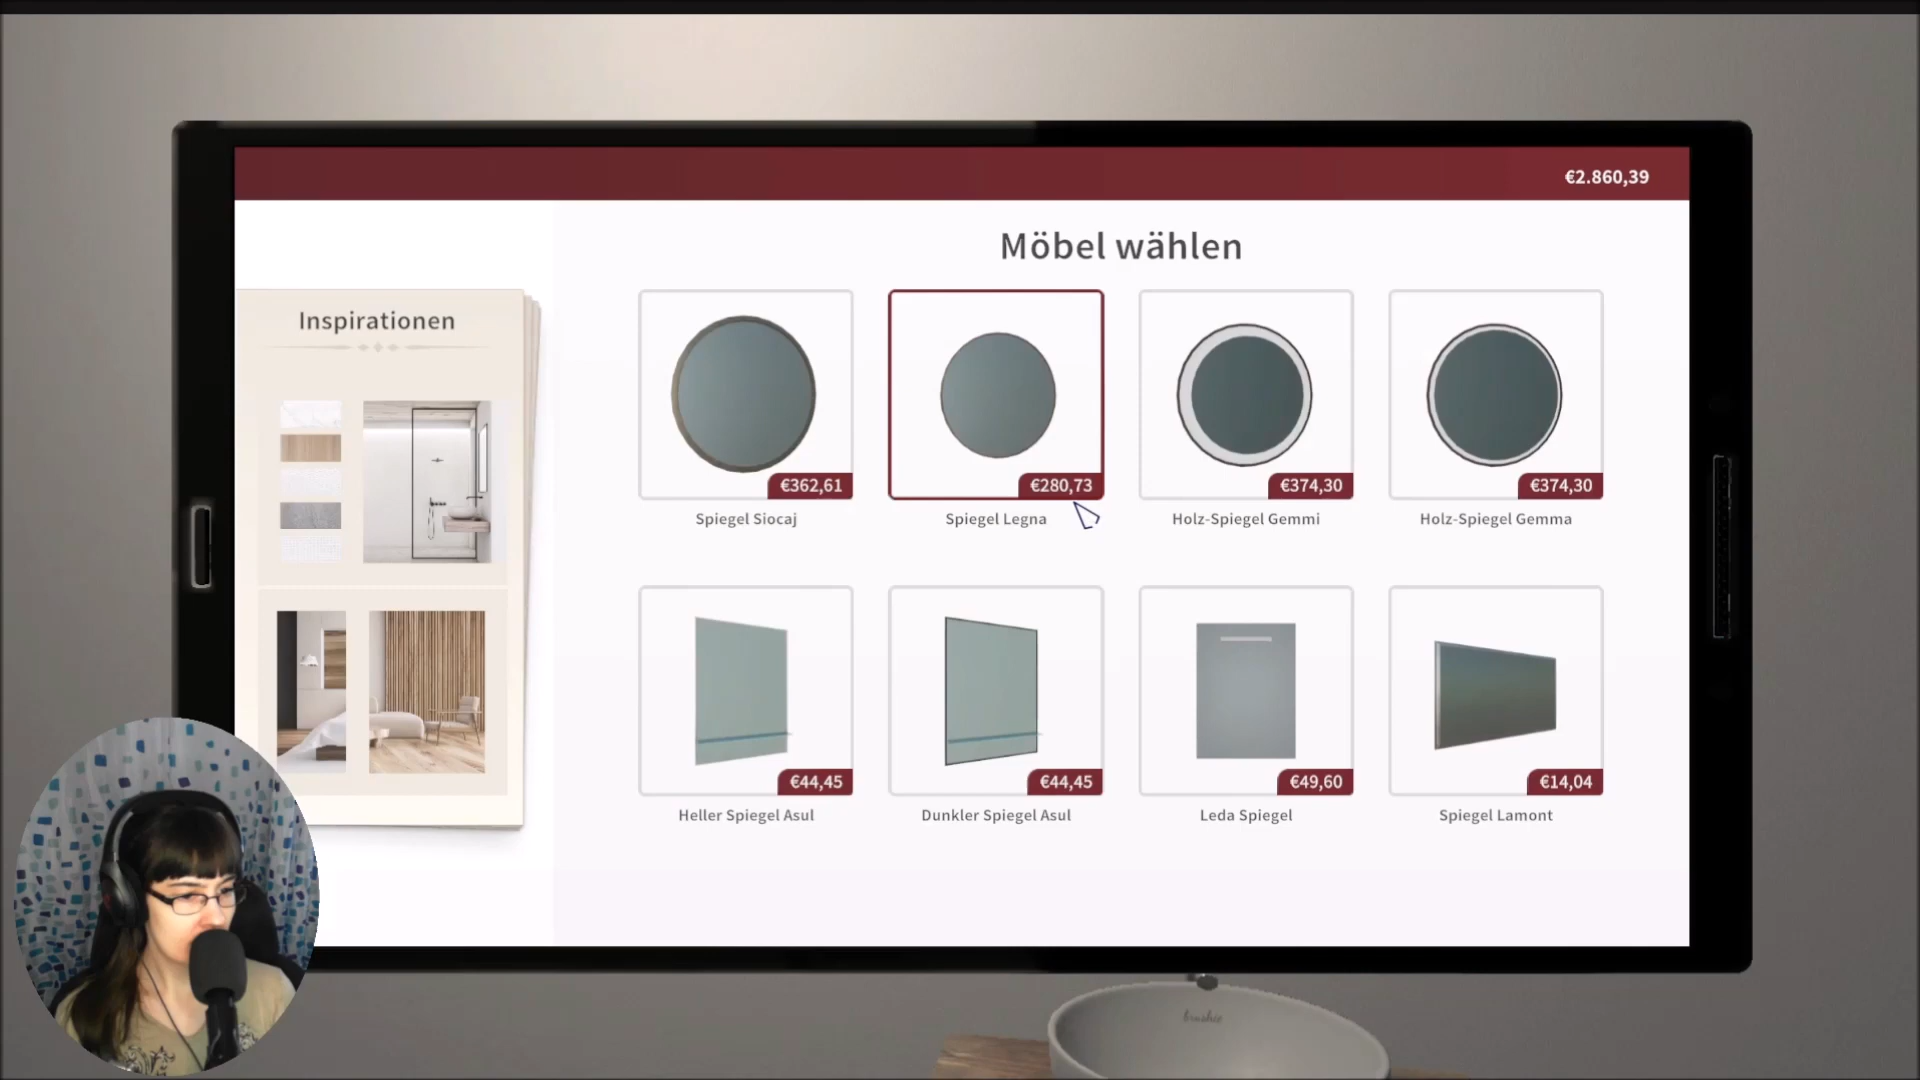 €2.860,39
Möbel wählen
Inspirationen
€362,61
€280,73
€374,30
€374,30
Spiegel Siocaj
Spiegel Legna
Holz-Spiegel Gemmi
Holz-Spiegel Gemma
€44,45
€44,45
€49,60
€14,04
Heller Spiegel Asul
Dunkler Spiegel Asul
Leda Spiegel
Spiegel Lamont
brushie